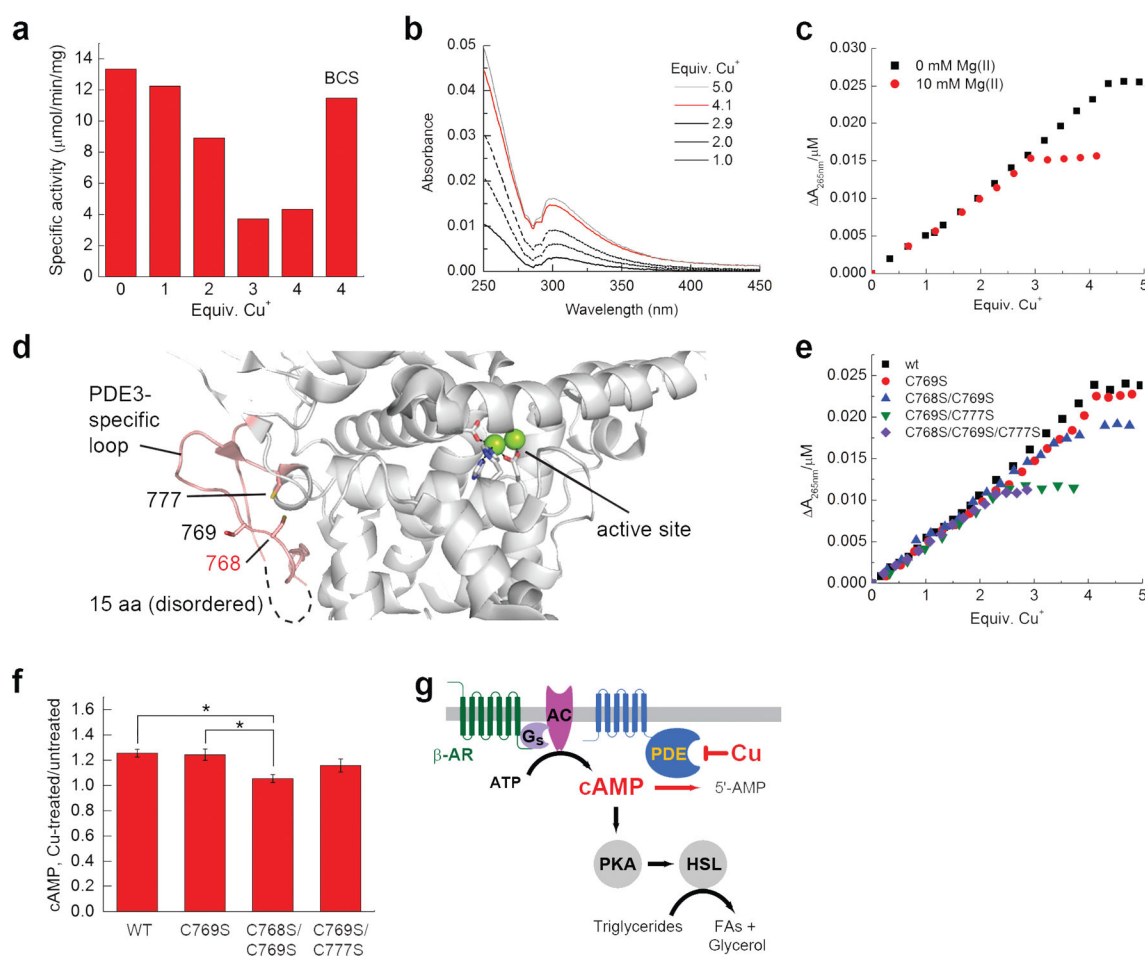 a
Specific activity (µmol/min/mg)
14
12
10
8
6
4
2
0
BCS
0 1 2 3 4 4
Equiv. Cu⁺
b
Absorbance
0.05
0.04
0.03
0.02
0.01
0.00
Equiv. Cu⁺
5.0
4.1
2.9
2.0
1.0
250 300 350 400 450
Wavelength (nm)
c
ΔA265nm/µM
0.030
0.025
0.020
0.015
0.010
0.005
0.000
0 mM Mg(II)
10 mM Mg(II)
0 1 2 3 4 5
Equiv. Cu⁺
d
PDE3-
specific
loop
777
769
768
15 aa (disordered)
active site
e
ΔA265nm/µM
0.025
0.020
0.015
0.010
0.005
0.000
wt
C769S
C768S/C769S
C769S/C777S
C768S/C769S/C777S
0 1 2 3 4 5
Equiv. Cu⁺
f
cAMP, Cu-treated/untreated
1.6
1.4
1.2
1.0
0.8
0.6
0.4
0.2
0.0
*
*
WT C769S C768S/ C769S/
C769S C777S
g
AC
Gs
β-AR
PDE
Cu
ATP
cAMP
5'-AMP
PKA
HSL
Triglycerides
FAs +
Glycerol